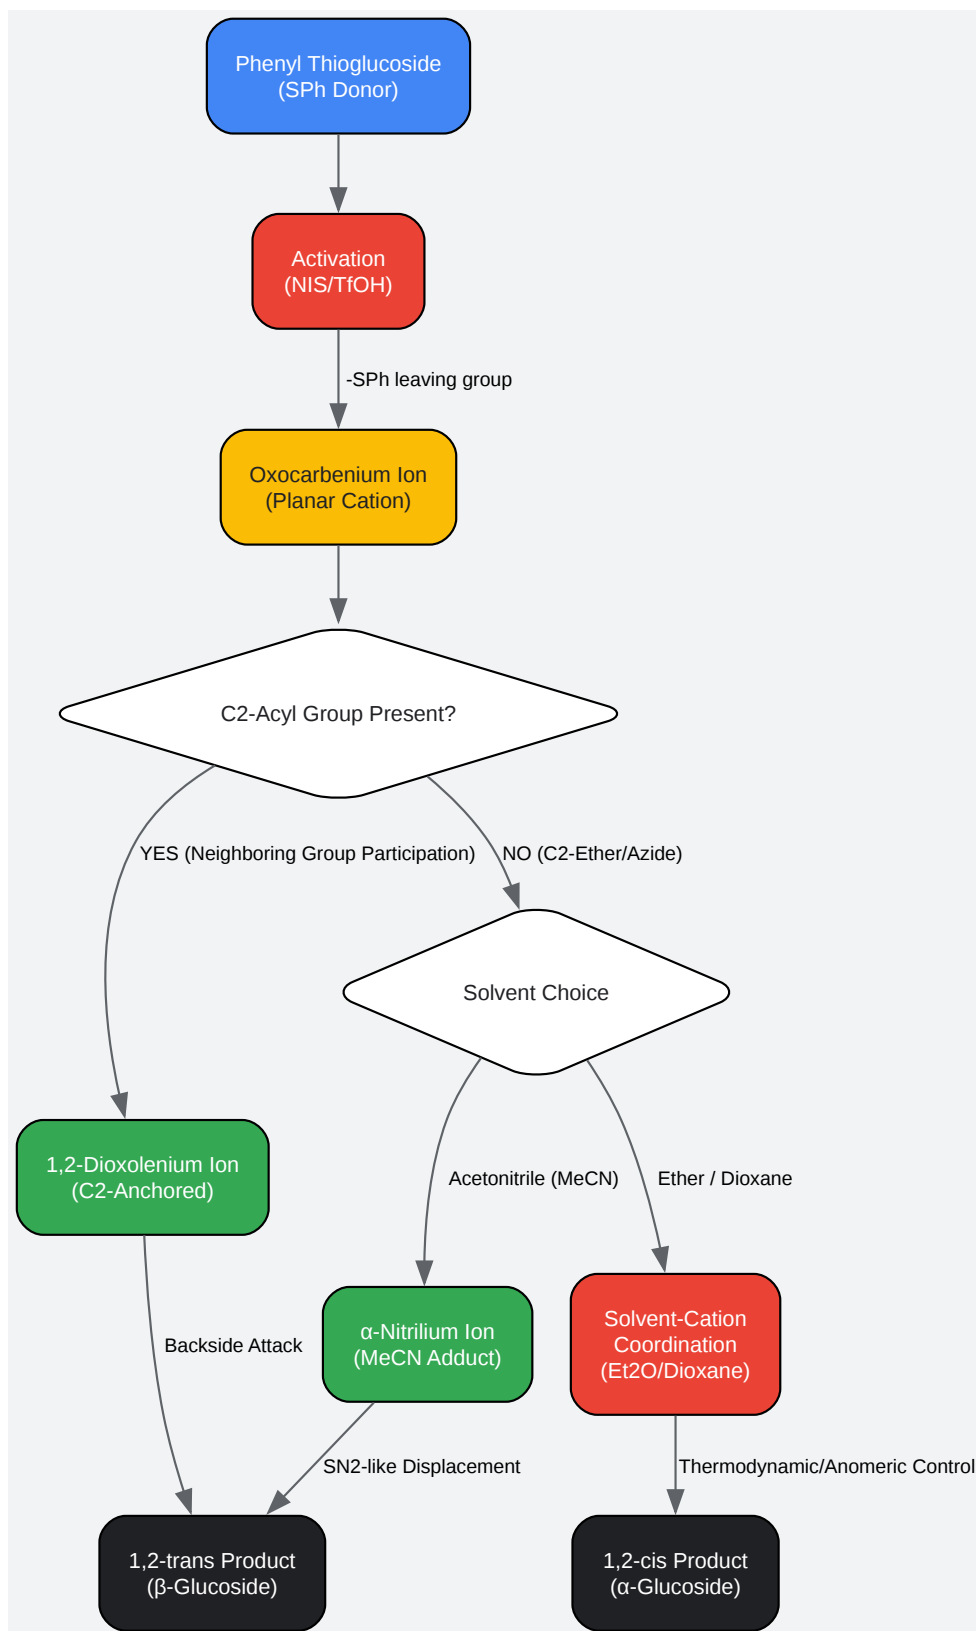 Phenyl Thioglucoside
(SPh Donor)
Activation
(NIS/TfOH)
-SPh leaving group
Oxocarbenium Ion
(Planar Cation)
C2-Acyl Group Present?
YES (Neighboring Group Participation)
NO (C2-Ether/Azide)
Solvent Choice
1,2-Dioxolenium Ion
(C2-Anchored)
Acetonitrile (MeCN)
Ether / Dioxane
Backside Attack
α-Nitrilium Ion
(MeCN Adduct)
Solvent-Cation
Coordination
(Et2O/Dioxane)
SN2-like Displacement
Thermodynamic/Anomeric Control
1,2-trans Product
(β-Glucoside)
1,2-cis Product
(α-Glucoside)